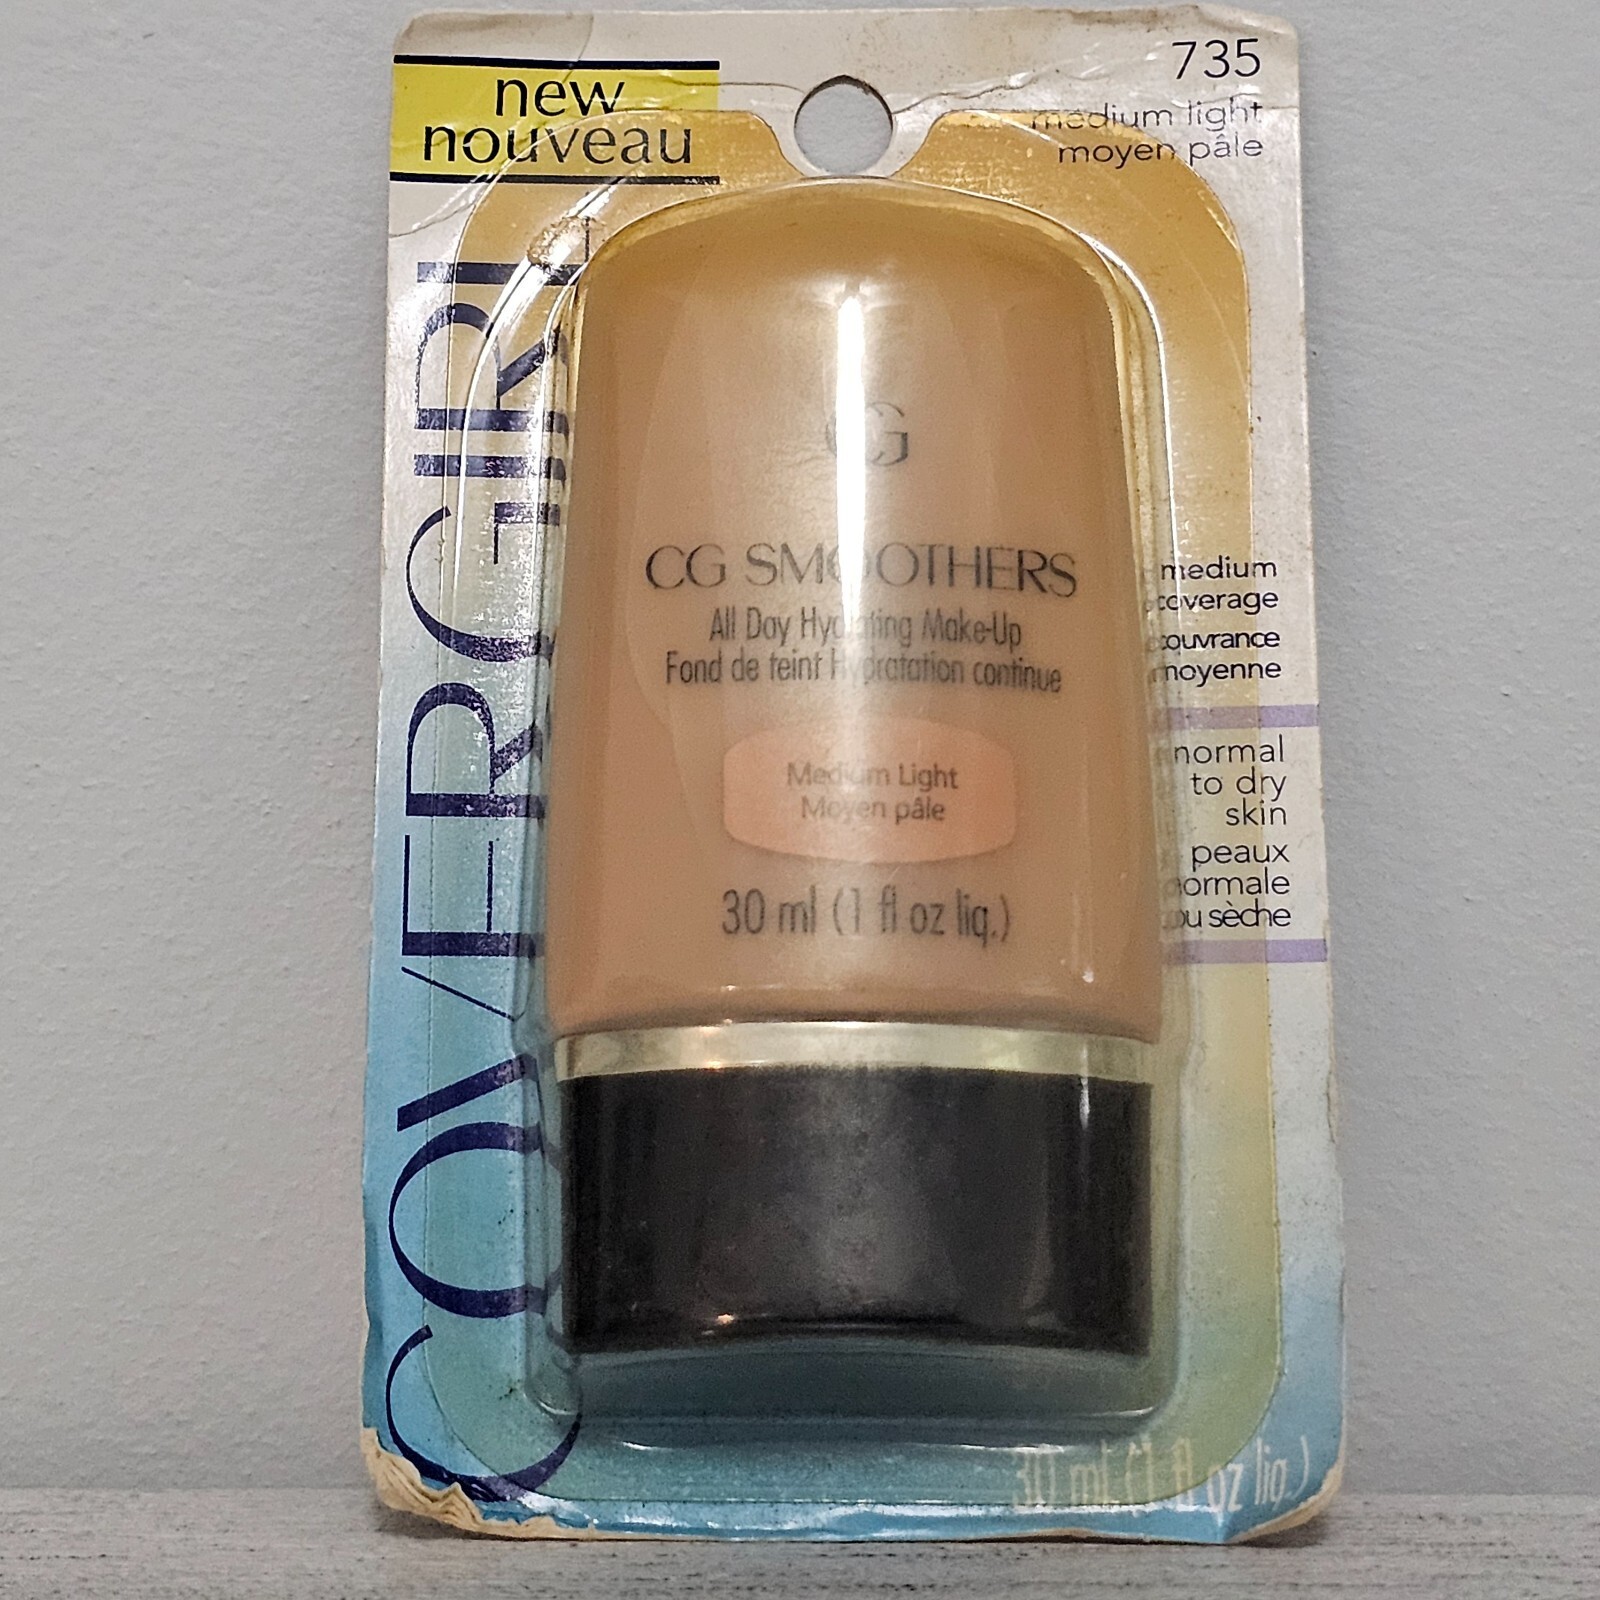 new
nouveau
735
medium light
moyen pâle
COVERGIRL
CG
CG SMOOTHERS
All Day Hydrating Make-Up
Fond de teint Hydratation continue
Medium Light
Moyen pâle
30 ml (1 fl oz liq.)
medium
coverage
couvrance
moyenne
normal
to dry
skin
peaux
normale
ou sèche
30 ml (1 fl oz liq.)